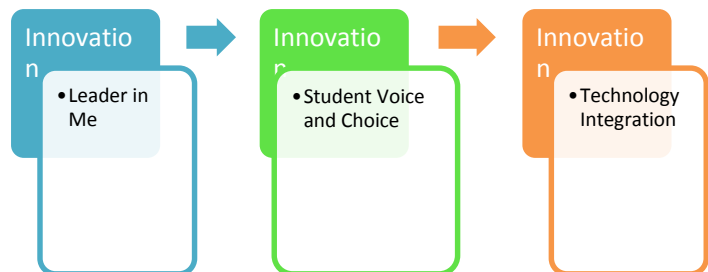 Innovatio
n
• Leader in
Me
Innovatio
n
• Student Voice
and Choice
Innovatio
n
• Technology
Integration